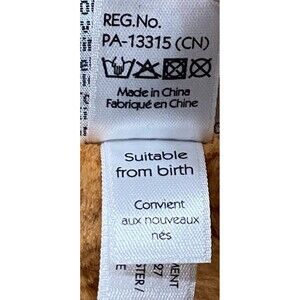 REG.No.
PA-13315 (CN)
Made in China
Fabriqué en Chine
Suitable
from birth
Convient
aux nouveaux
nés